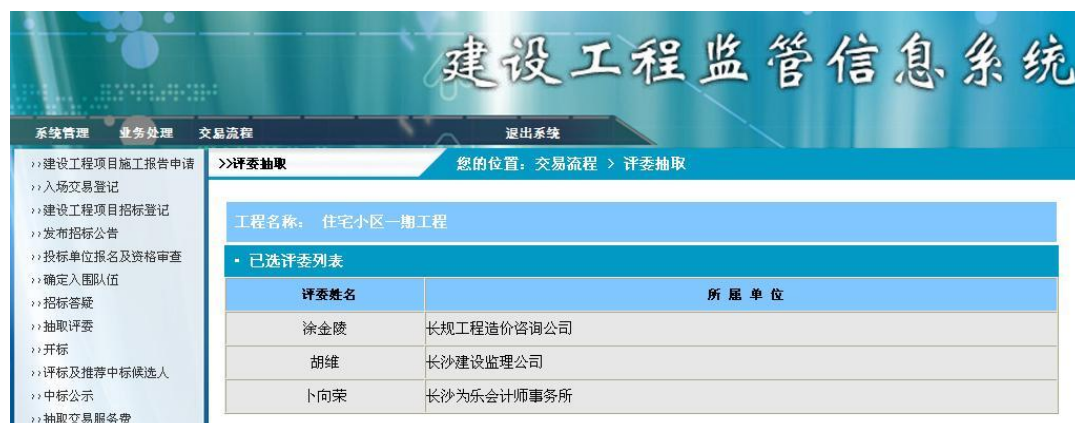 建设工程监管信息系统
系统管理 业务处理 交易流程 退出系统
>>评委抽取 您的位置：交易流程 > 评委抽取
>>建设工程项目施工报告申请
>>入场交易登记
>>建设工程项目招标登记
>>发布招标公告
>>投标单位报名及资格审查
>>确定入围队伍
>>招标答疑
>>抽取评委
>>开标
>>评标及推荐中标候选人
>>中标公示
>>抽取交易服务费
工程名称： 住宅小区一期工程
▪ 已选评委列表
评委姓名 所属单位
涂金陵 长规工程造价咨询公司
胡维 长沙建设监理公司
卜向荣 长沙为乐会计师事务所